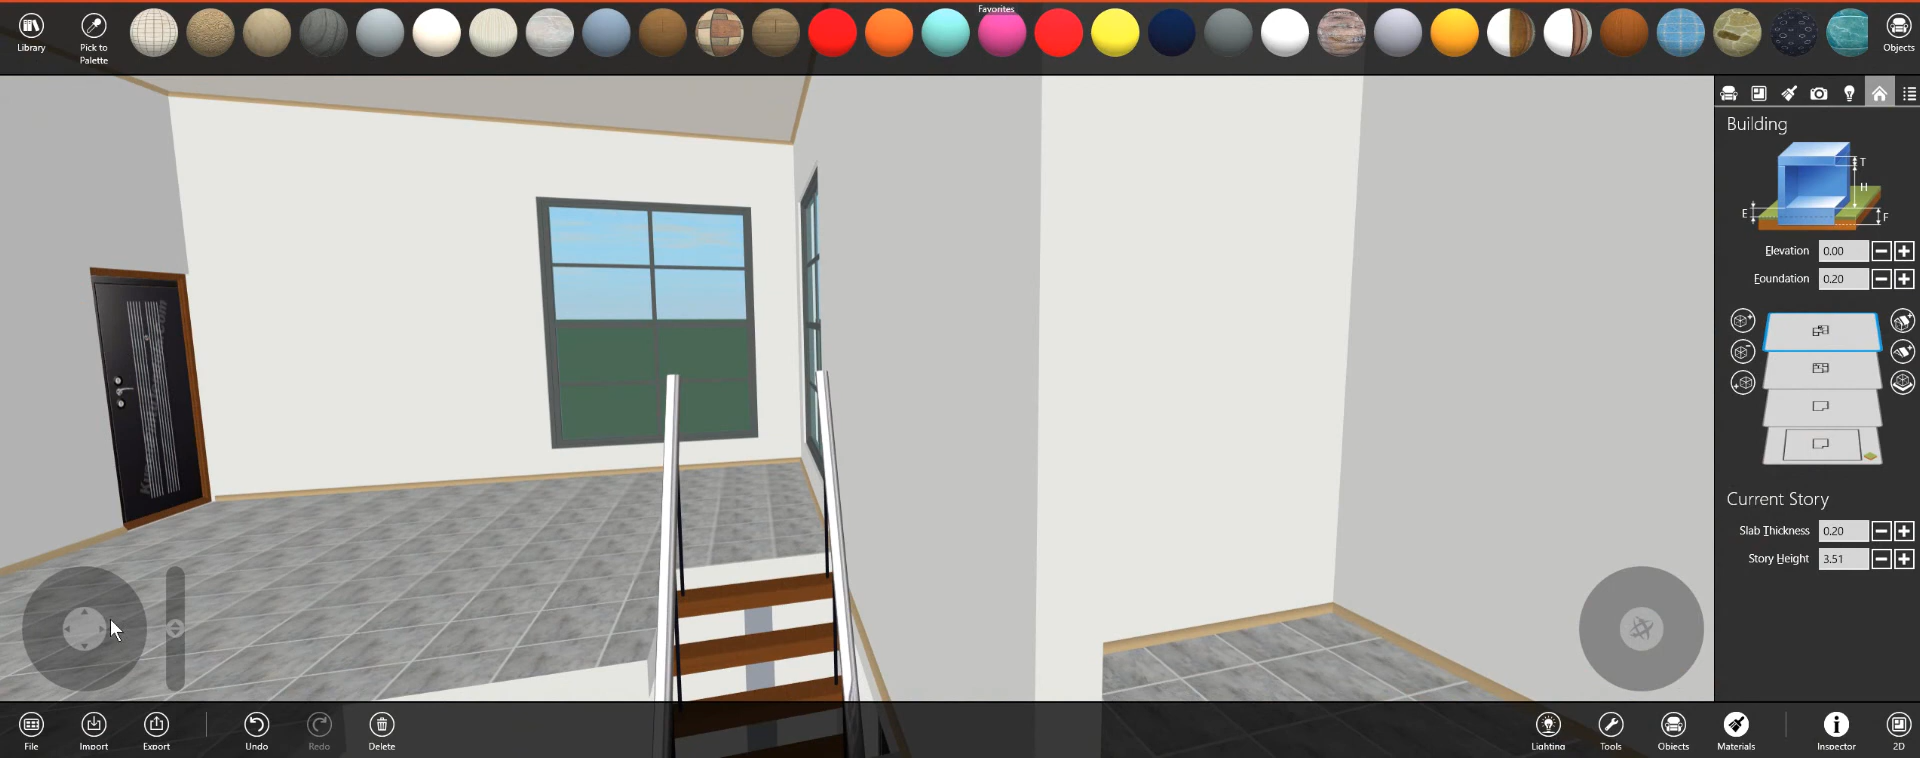 Favorites
Library
Pick to
Palette
Objects
Building
T
H
E
F
Elevation 0.00
Foundation 0.20
Current Story
Slab Thickness 0.20
Story Height 3.51
File
Import
Export
Undo
Redo
Delete
Lighting
Tools
Objects
Materials
Inspector
2D